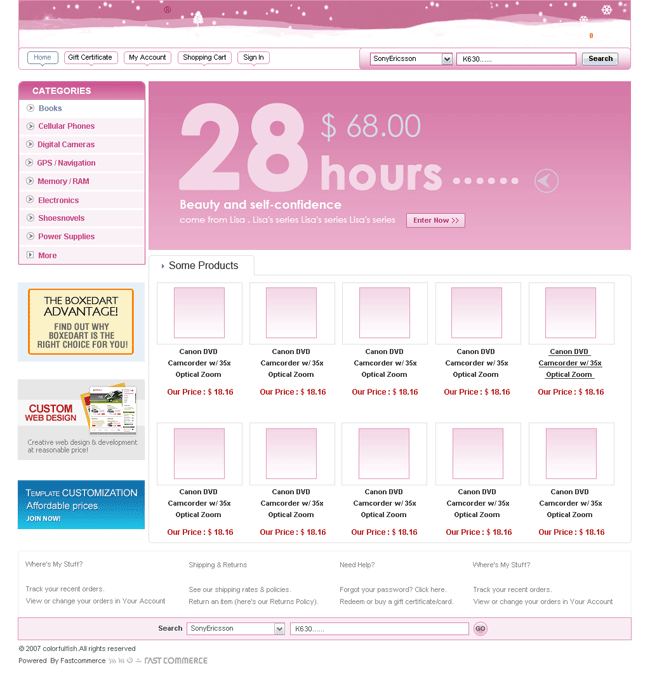 Home Gift Certificate My Account Shopping Cart Sign In SonyEricsson K630...... Search
CATEGORIES
Books
Cellular Phones
Digital Cameras
GPS / Navigation
Memory / RAM
Electronics
Shoesnovels
Power Supplies
More
28 $ 68.00
hours ......
Beauty and self-confidence
come from Lisa . Lisa's series Lisa's series Lisa's series Enter Now >>
THE BOXEDART
ADVANTAGE!
FIND OUT WHY
BOXEDART IS THE
RIGHT CHOICE FOR YOU!
CUSTOM
WEB DESIGN
Creative web design & development
at reasonable price!
TEMPLATE CUSTOMIZATION
Affordable prices.
JOIN NOW!
Some Products
Canon DVD Canon DVD Canon DVD Canon DVD Canon DVD
Camcorder w/ 35x Camcorder w/ 35x Camcorder w/ 35x Camcorder w/ 35x Camcorder w/ 35x
Optical Zoom Optical Zoom Optical Zoom Optical Zoom Optical Zoom
Our Price : $ 18.16 Our Price : $ 18.16 Our Price : $ 18.16 Our Price : $ 18.16 Our Price : $ 18.16
Canon DVD Canon DVD Canon DVD Canon DVD Canon DVD
Camcorder w/ 35x Camcorder w/ 35x Camcorder w/ 35x Camcorder w/ 35x Camcorder w/ 35x
Optical Zoom Optical Zoom Optical Zoom Optical Zoom Optical Zoom
Our Price : $ 18.16 Our Price : $ 18.16 Our Price : $ 18.16 Our Price : $ 18.16 Our Price : $ 18.16
Where's My Stuff? Shipping & Returns Need Help? Where's My Stuff?
Track your recent orders. See our shipping rates & policies. Forgot your password? Click here. Track your recent orders.
View or change your orders in Your Account Return an item (here's our Returns Policy). Redeem or buy a gift certificate/card. View or change your orders in Your Account
Search SonyEricsson K630...... GO
© 2007 colorfulfish.All rights reserved
Powered By Fastcommerce FAST COMMERCE